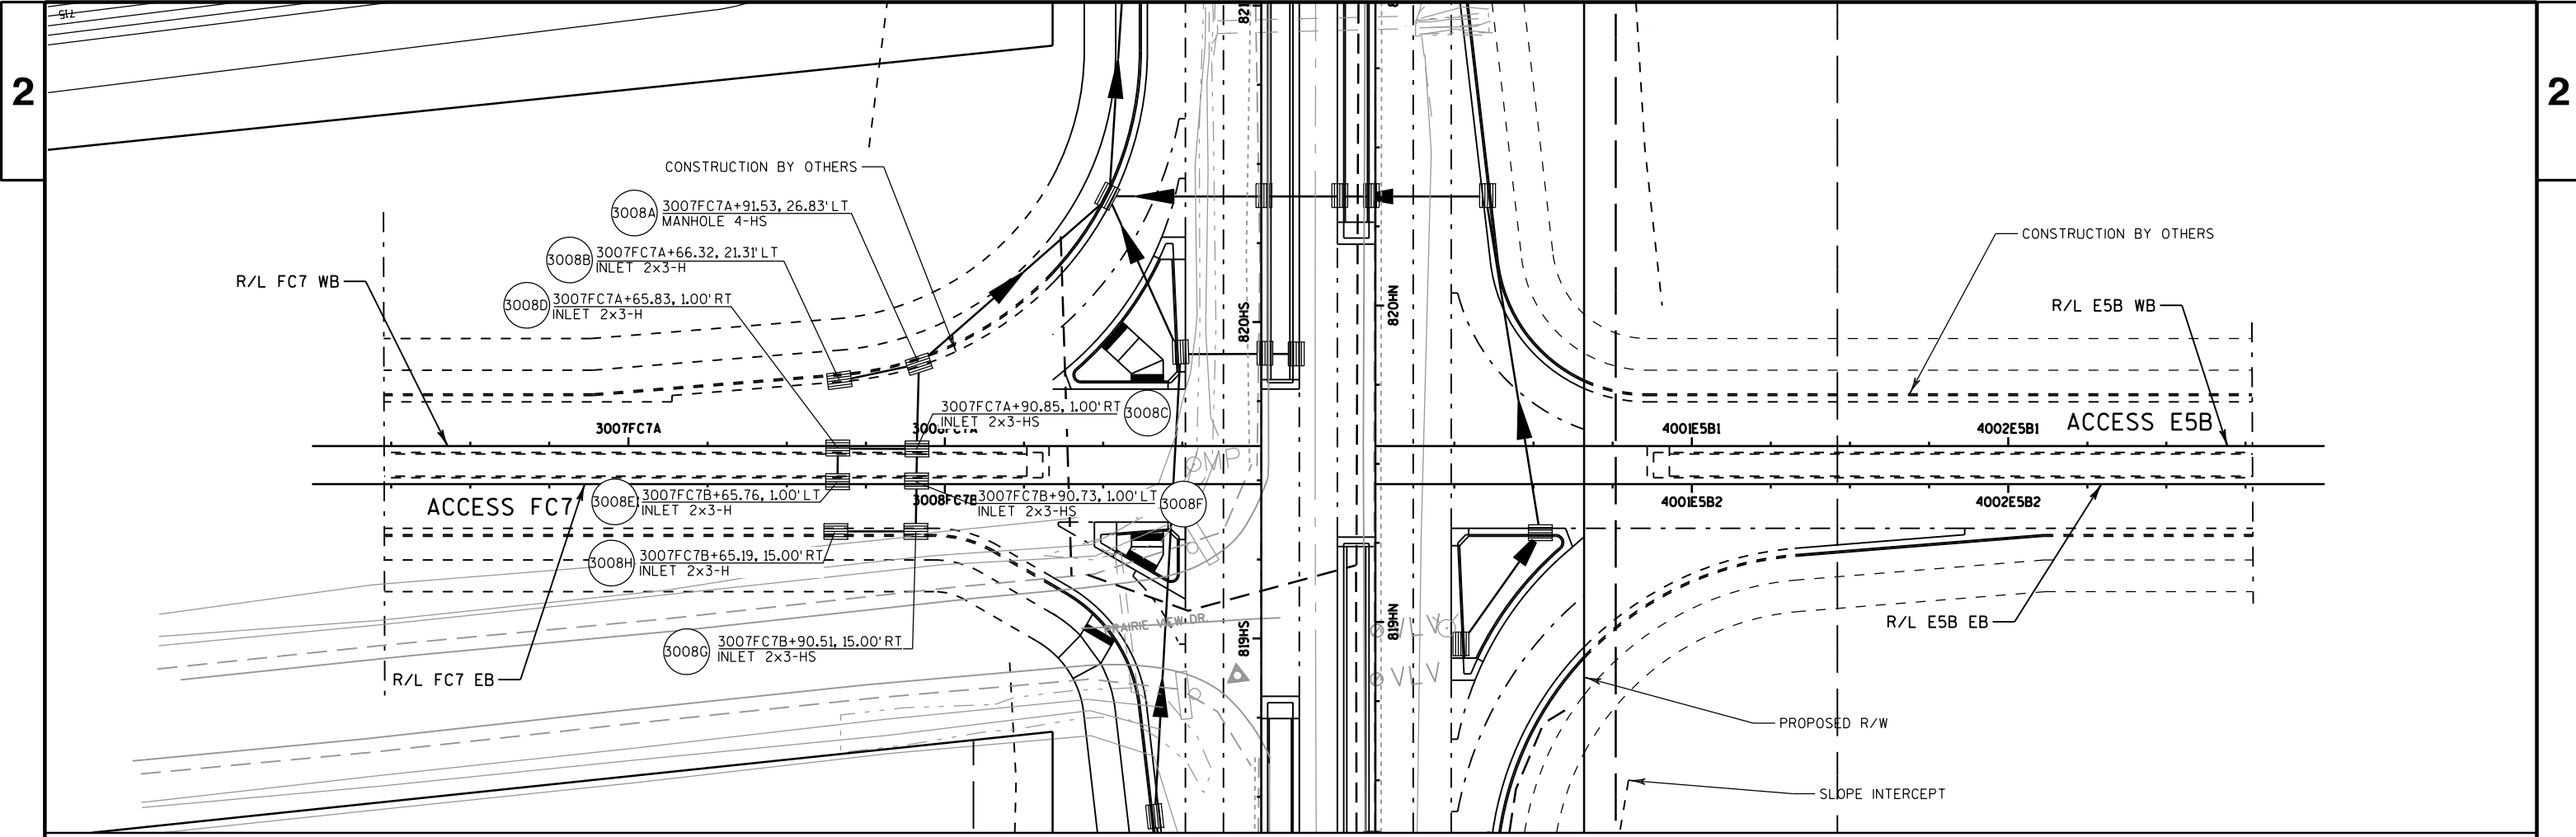 715
2
2
CONSTRUCTION BY OTHERS
3008A
3007FC7A+91.53, 26.83' LT
MANHOLE 4-HS
3008B
3007FC7A+66.32, 21.31' LT
INLET 2x3-H
3008D
3007FC7A+65.83, 1.00' RT
INLET 2x3-H
R/L FC7 WB
CONSTRUCTION BY OTHERS
R/L E5B WB
820HS
820HN
3007FC7A+90.85, 1.00' RT
INLET 2x3-HS
3008C
3007FC7A
3008FC7A
4001E5B1
4002E5B1
ACCESS E5B
PMP
ACCESS FC7
3008E
3007FC7B+65.76, 1.00' LT
INLET 2x3-H
3008FC7B
3007FC7B+90.73, 1.00' LT
INLET 2x3-HS
3008F
4001E5B2
4002E5B2
3008H
3007FC7B+65.19, 15.00' RT
INLET 2x3-H
PRAIRIE VIEW DR.
819HS
819HN
VLV
VLV
R/L E5B EB
3008G
3007FC7B+90.51, 15.00' RT
INLET 2x3-HS
R/L FC7 EB
PROPOSED R/W
SLOPE INTERCEPT